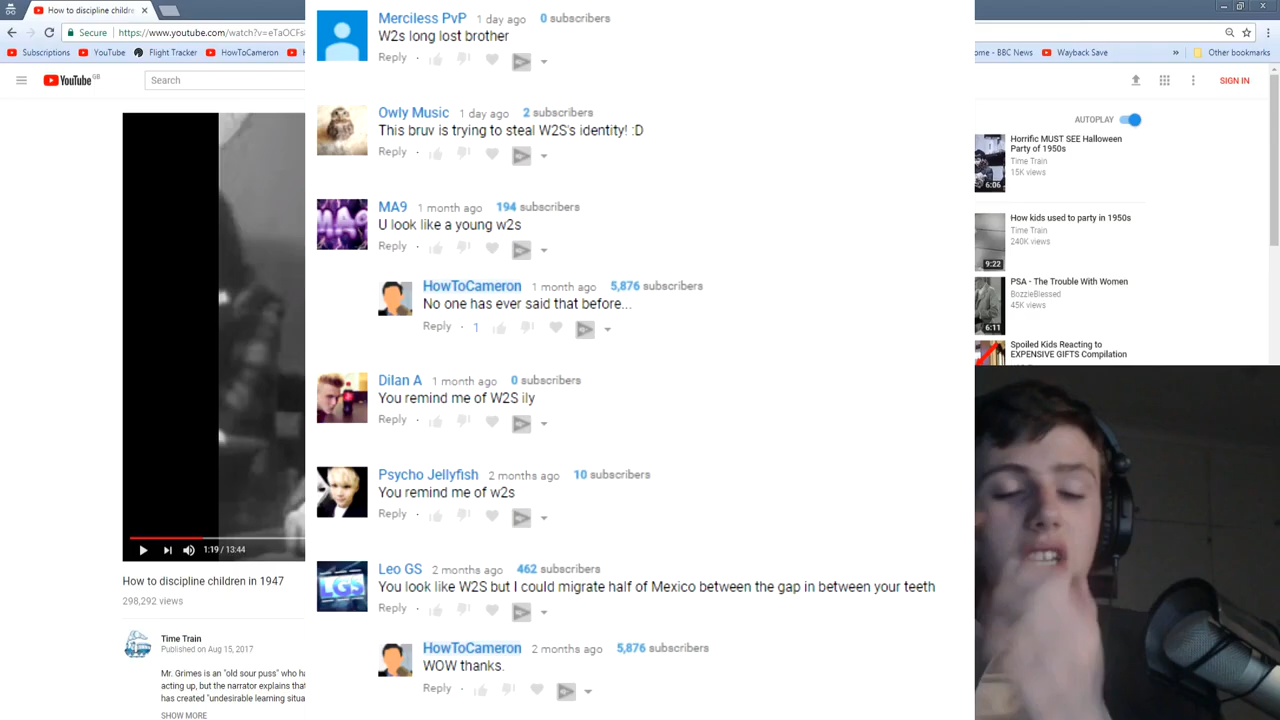 How to discipline childre
Secure https://www.youtube.com/watch?v=eTaOCFs
Subscriptions YouTube Flight Tracker HowToCameron
YouTube GB
Search
1:19 / 13:44
How to discipline children in 1947
298,292 views
Time Train
Published on Aug 15, 2017
Mr. Grimes is an "old sour puss" who ha
acting up, but the narrator explains that
has created "undesirable learning situa
SHOW MORE
Merciless PvP 1 day ago 0 subscribers
W2s long lost brother
Reply
Owly Music 1 day ago 2 subscribers
This bruv is trying to steal W2S's identity! :D
Reply
MA9 1 month ago 194 subscribers
U look like a young w2s
Reply
HowToCameron 1 month ago 5,876 subscribers
No one has ever said that before...
Reply · 1
Dilan A 1 month ago 0 subscribers
You remind me of W2S ily
Reply
Psycho Jellyfish 2 months ago 10 subscribers
You remind me of w2s
Reply
LGS
Leo GS 2 months ago 462 subscribers
You look like W2S but I could migrate half of Mexico between the gap in between your teeth
Reply
HowToCameron 2 months ago 5,876 subscribers
WOW thanks.
Reply
ome - BBC News Wayback Save » Other bookmarks
SIGN IN
AUTOPLAY
Horrific MUST SEE Halloween
Party of 1950s
Time Train
15K views
6:06
How kids used to party in 1950s
Time Train
240K views
9:22
PSA - The Trouble With Women
BozzieBlessed
45K views
6:11
Spoiled Kids Reacting to
EXPENSIVE GIFTS Compilation